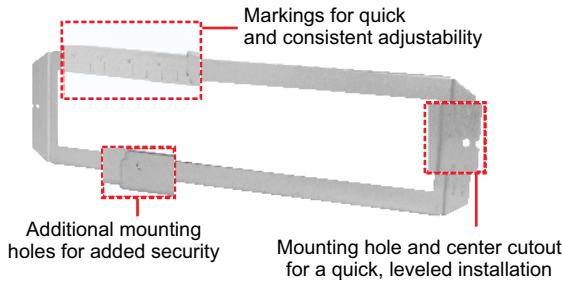 Markings for quick
and consistent adjustability
Additional mounting
holes for added security
Mounting hole and center cutout
for a quick, leveled installation